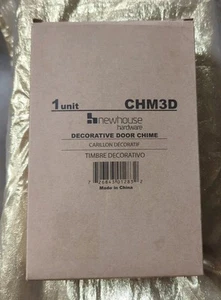 1 unit CHM3D
newhouse
hardware
DECORATIVE DOOR CHIME
CARILLON DÉCORATIF
TIMBRE DECORATIVO
Made in China